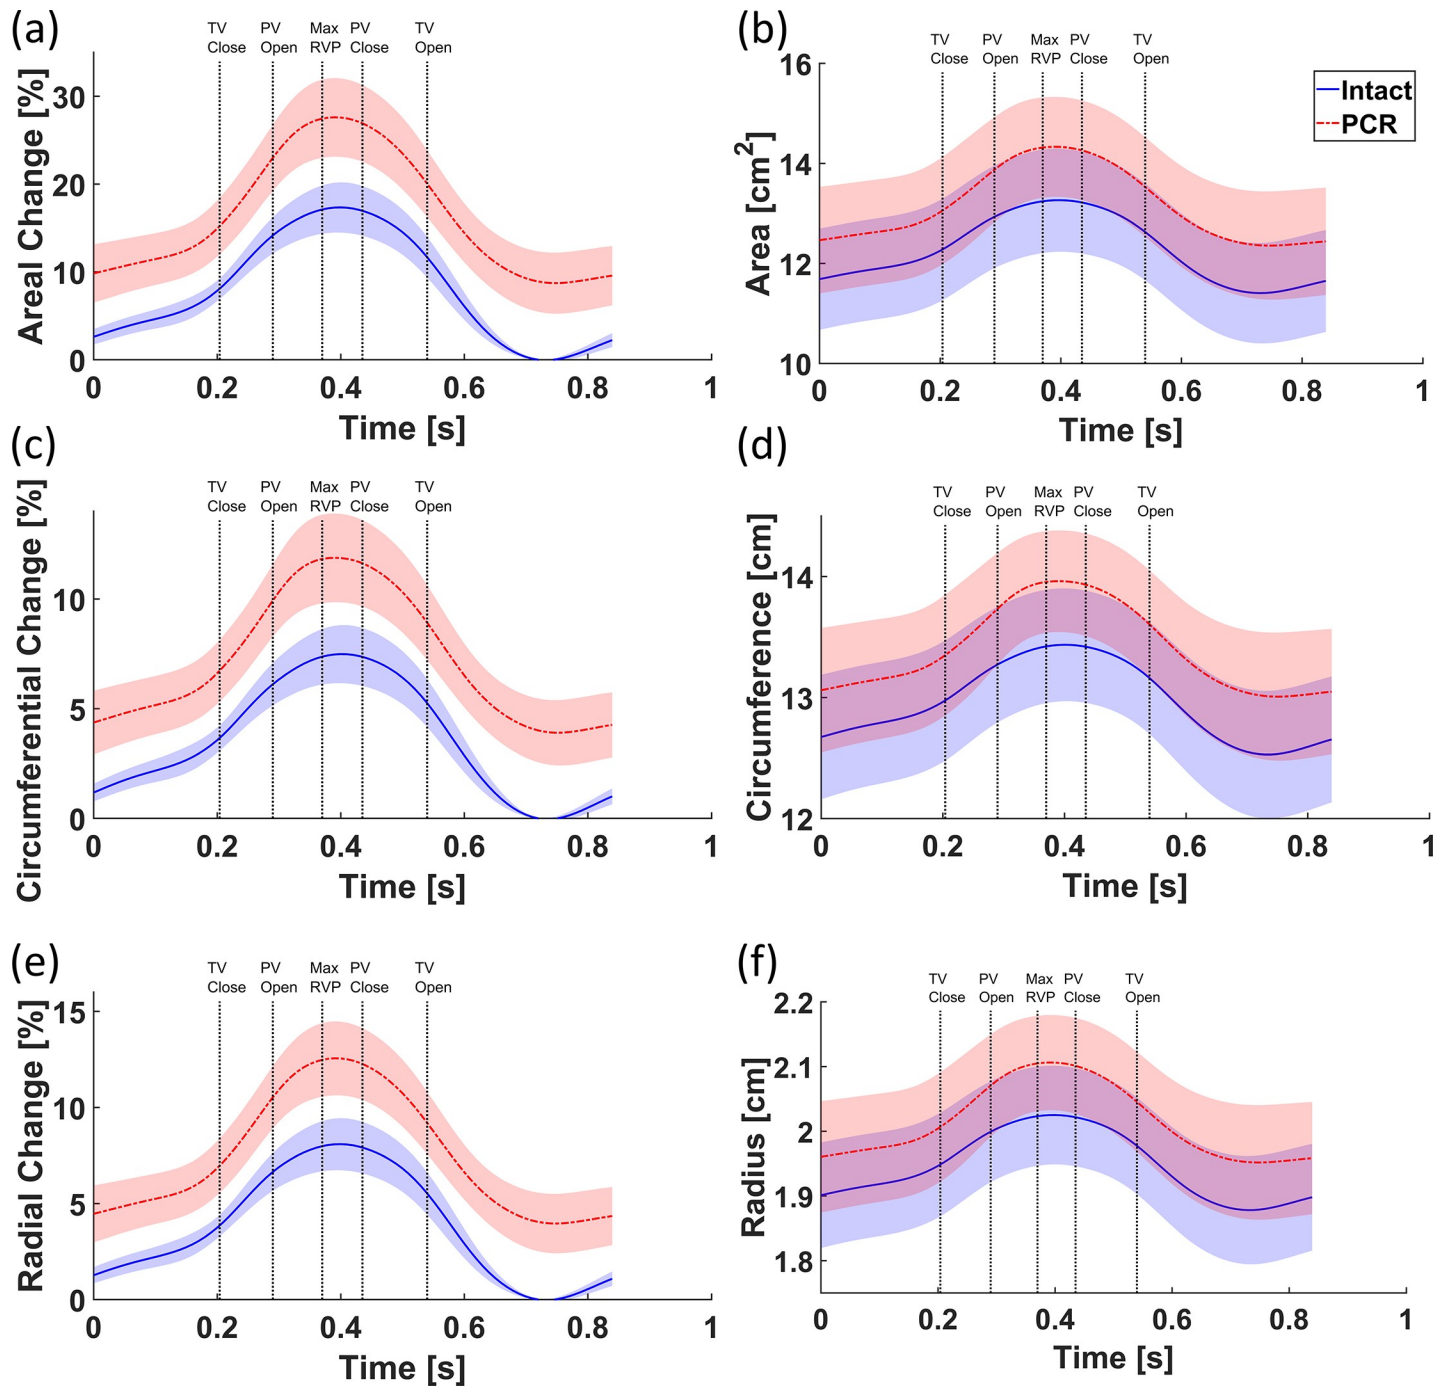 (a)
TV PV Max PV TV
Close Open RVP Close Open
Areal Change [%]
30
20
10
0
0 0.2 0.4 0.6 0.8 1
Time [s]
(b)
TV PV Max PV TV
Close Open RVP Close Open
Intact
PCR
Area [cm2]
16
14
12
10
0 0.2 0.4 0.6 0.8 1
Time [s]
(c)
TV PV Max PV TV
Close Open RVP Close Open
Circumferential Change [%]
10
5
0
0 0.2 0.4 0.6 0.8 1
Time [s]
(d)
TV PV Max PV TV
Close Open RVP Close Open
Circumference [cm]
14
13
12
0 0.2 0.4 0.6 0.8 1
Time [s]
(e)
TV PV Max PV TV
Close Open RVP Close Open
Radial Change [%]
15
10
5
0
0 0.2 0.4 0.6 0.8 1
Time [s]
(f)
TV PV Max PV TV
Close Open RVP Close Open
Radius [cm]
2.2
2.1
2
1.9
1.8
0 0.2 0.4 0.6 0.8 1
Time [s]